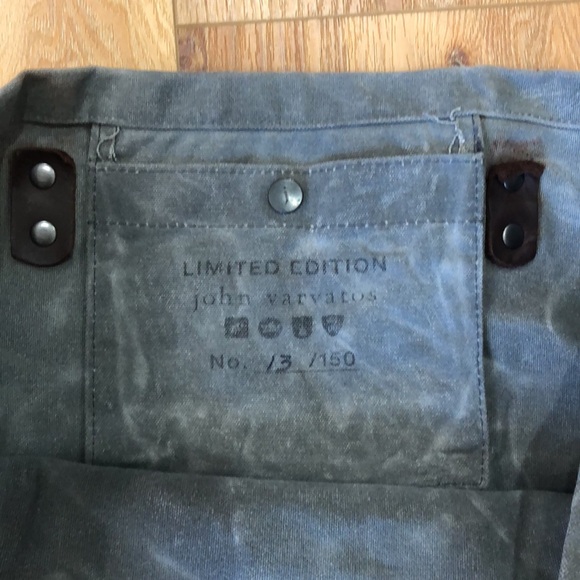 LIMITED EDITION
john varvatos
No. 13 /150